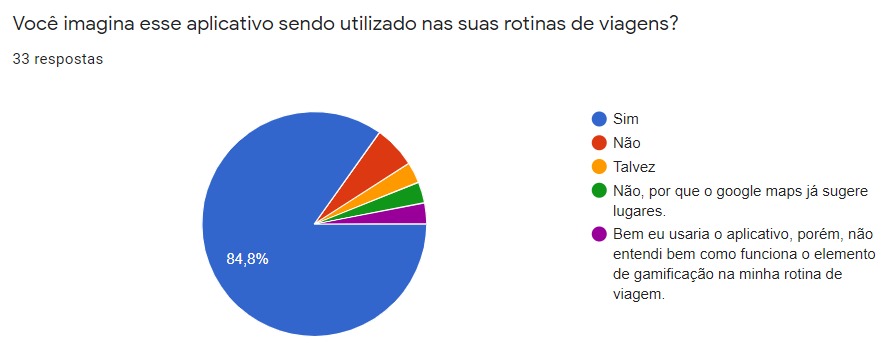 Você imagina esse aplicativo sendo utilizado nas suas rotinas de viagens?
33 respostas
84,8%
Sim
Não
Talvez
Não, por que o google maps já sugere
lugares.
Bem eu usaria o aplicativo, porém, não
entendi bem como funciona o elemento
de gamificação na minha rotina de
viagem.